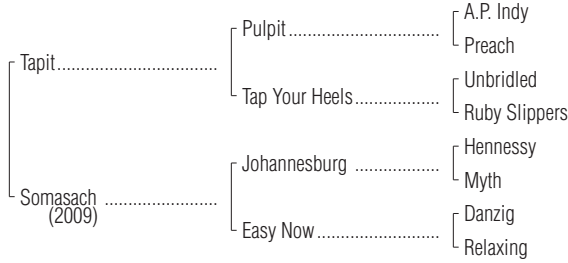 A.P. Indy
Pulpit
Preach
Tapit
Unbridled
Tap Your Heels
Ruby Slippers
Hennessy
Johannesburg
Myth
Somasach
(2009)
Danzig
Easy Now
Relaxing